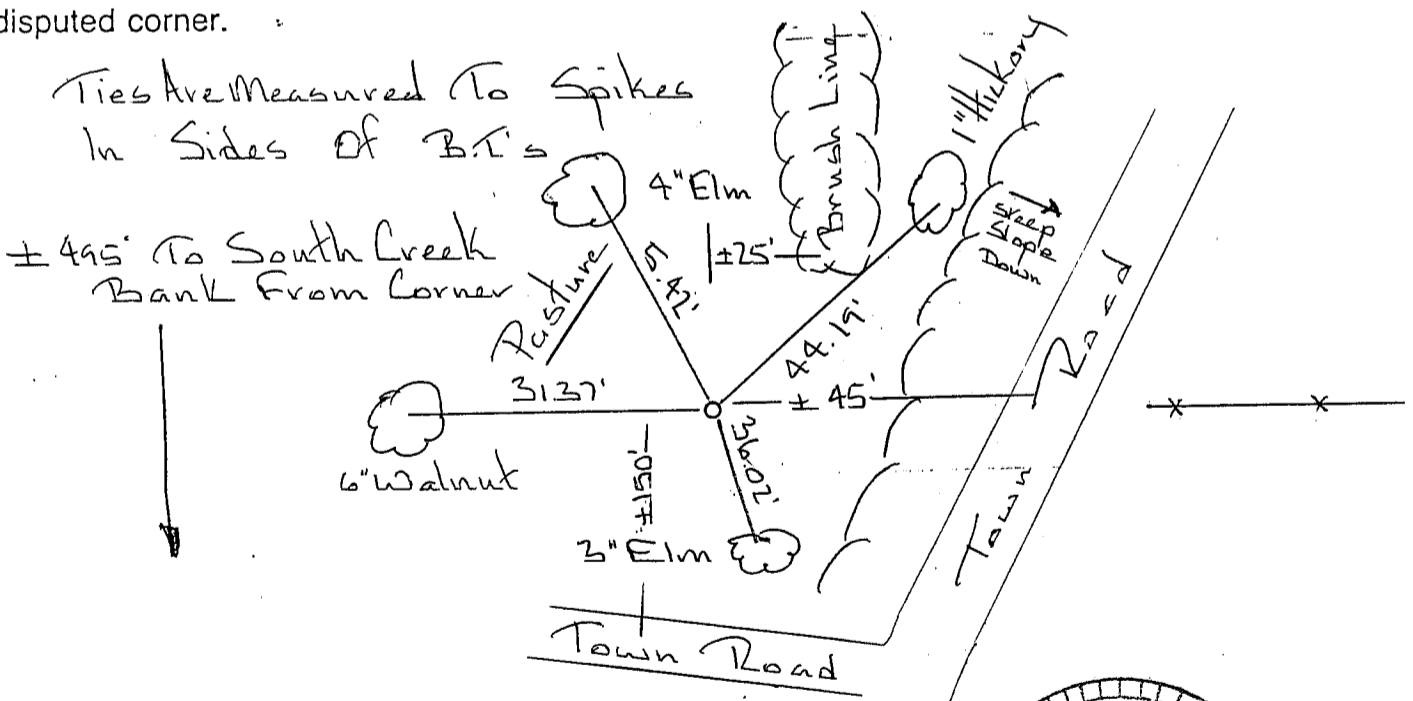 disputed corner.
Ties Are Measured To Spikes
In Sides Of B.T's
± 495' To South Creek
Bank From Corner
4" Elm
5.42'
±25'
Brush Line
1" Hickory
Steep
Slope
Down
Pasture
31.37'
44.19'
± 45'
Town Road
6" Walnut
±150'
36.02'
3" Elm
Town Road